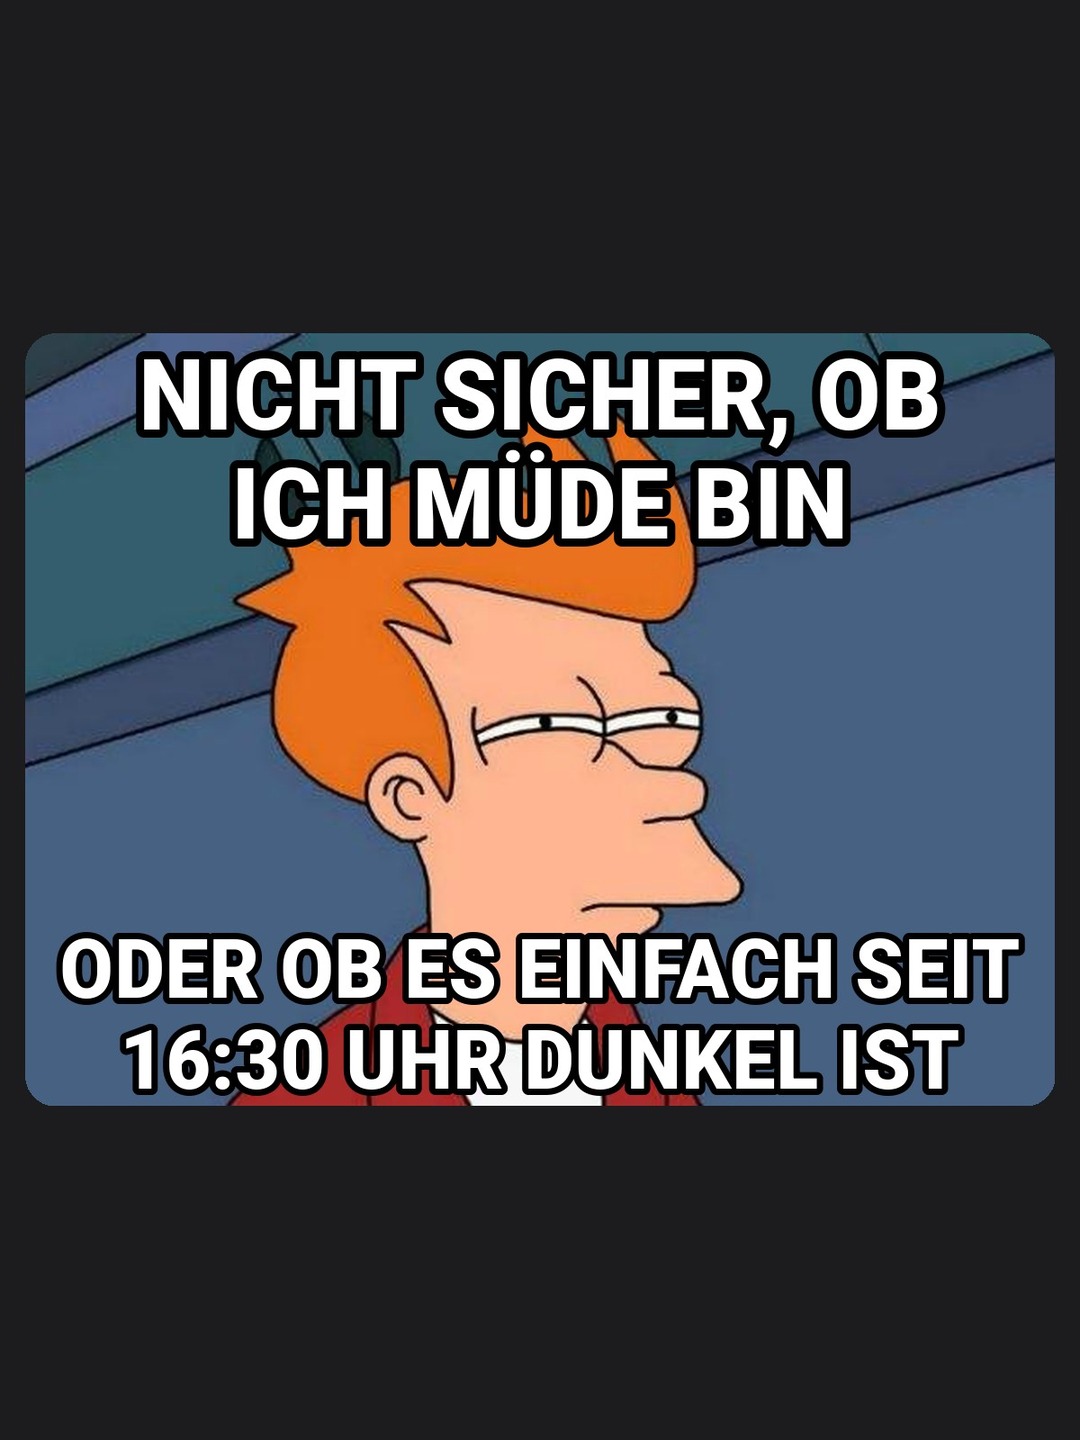 NICHT SICHER, OB
ICH MÜDE BIN
ODER OB ES EINFACH SEIT
16:30 UHR DUNKEL IST